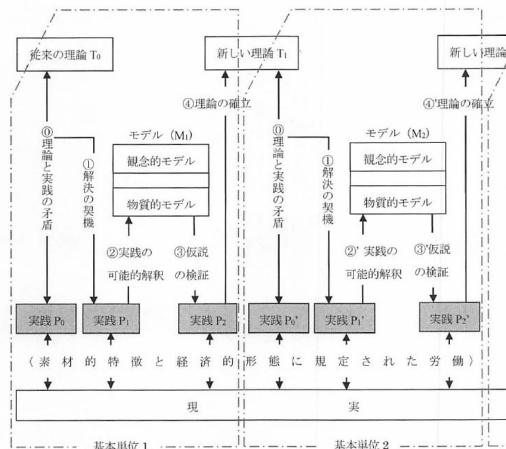 従来の理論 T₀
新しい理論 T₁
新しい理論
④理論の確立
④'理論の確立
⓪理論と実践の矛盾
①解決の契機
モデル（M₁）
観念的モデル
物質的モデル
②実践の
可能的解釈
③仮説
の検証
⓪理論と実践の矛盾
①解決の契機
モデル（M₂）
観念的モデル
物質的モデル
②'実践の
可能的解釈
③'仮説
の検証
実践 P₀
実践 P₁
実践 P₂
実践 P₀'
実践 P₁'
実践 P₂'
〈素材的特徴と経済的形態に規定された労働〉
現実
基本単位 1
基本単位 2